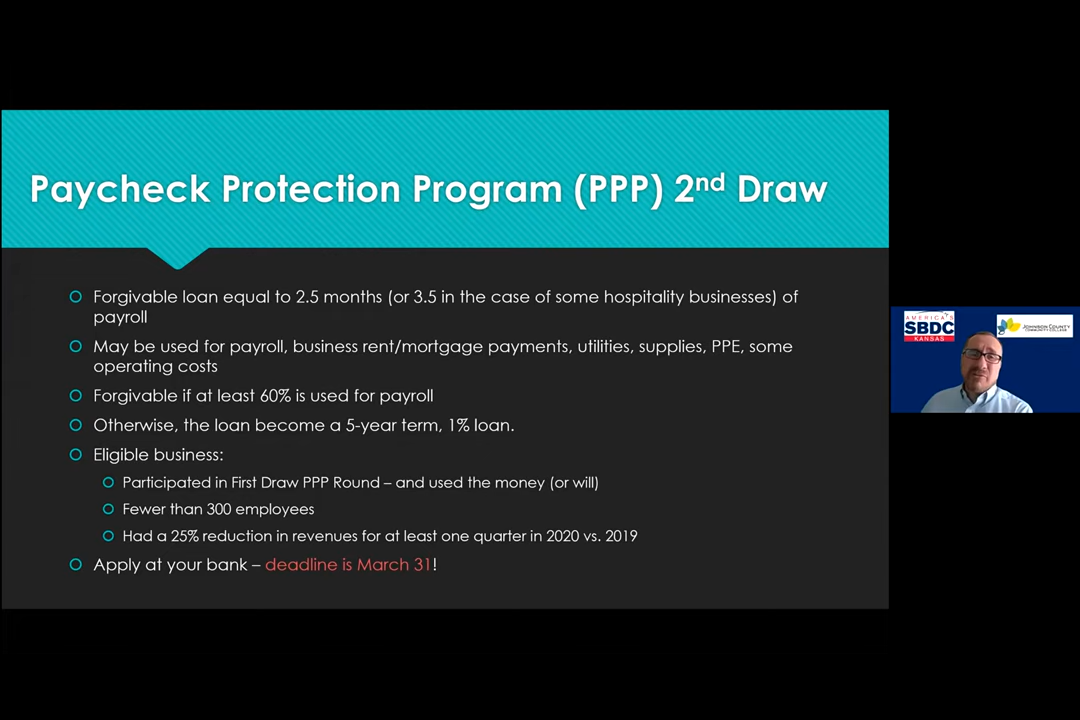 Paycheck Protection Program (PPP) 2nd Draw
Forgivable loan equal to 2.5 months (or 3.5 in the case of some hospitality businesses) of
payroll
May be used for payroll, business rent/mortgage payments, utilities, supplies, PPE, some
operating costs
Forgivable if at least 60% is used for payroll
Otherwise, the loan become a 5-year term, 1% loan.
Eligible business:
Participated in First Draw PPP Round – and used the money (or will)
Fewer than 300 employees
Had a 25% reduction in revenues for at least one quarter in 2020 vs. 2019
Apply at your bank – deadline is March 31!
AMERICA'S
SBDC
KANSAS
JOHNSON COUNTY
COMMUNITY COLLEGE